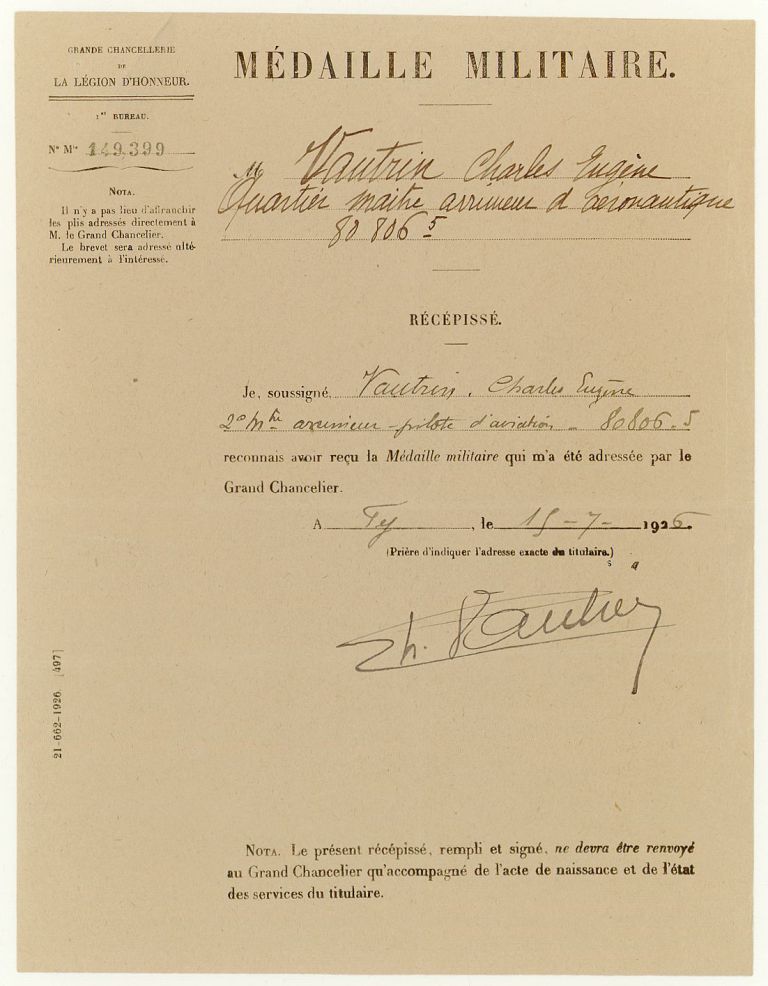 GRANDE CHANCELLERIE
DE
LA LÉGION D'HONNEUR.
1er BUREAU.
N° Mle 149.399
NOTA.
Il n'y a pas lieu d'affranchir
les plis adressés directement à
M. le Grand Chancelier.
Le brevet sera adressé ulté-
rieurement à l'intéressé.
MÉDAILLE MILITAIRE.
M Vautrin Charles Eugène
Quartier maitre arrimeur d'aéronautique
80 806 5
RÉCÉPISSÉ.
Je, soussigné, Vautrin, Charles Eugène
2d Mtre arrimeur-pilote d'aviation - 80806.5
reconnais avoir reçu la Médaille militaire qui m'a été adressée par le
Grand Chancelier.
A , le 15-7- 1926.
(Prière d'indiquer l'adresse exacte du titulaire.)
Ch. Vautrin
21-662-1926. [497]
NOTA. Le présent récépissé, rempli et signé, ne devra être renvoyé
au Grand Chancelier qu'accompagné de l'acte de naissance et de l'état
des services du titulaire.